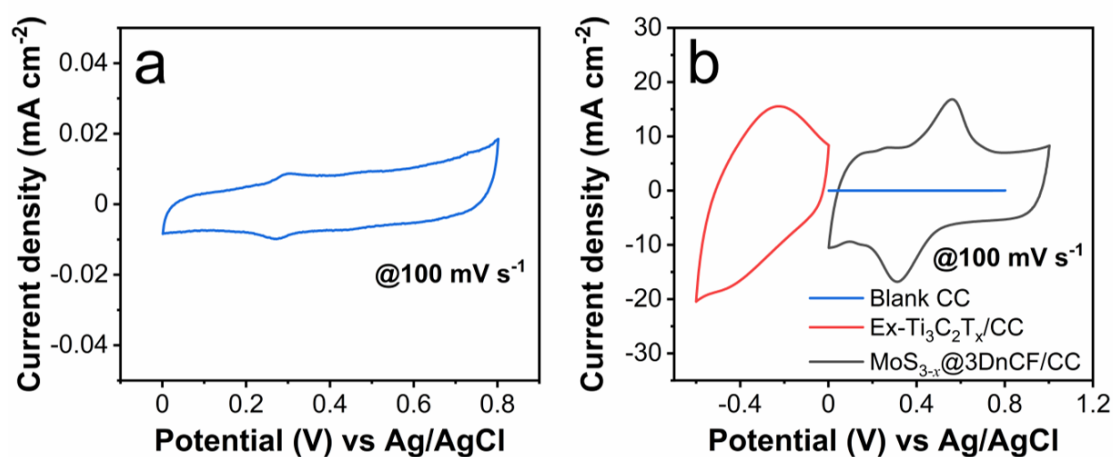 a
Current density (mA cm⁻²)
0.04
0.02
0
-0.02
-0.04
@100 mV s⁻¹
0 0.2 0.4 0.6 0.8
Potential (V) vs Ag/AgCl
b
Current density (mA cm⁻²)
30
20
10
0
-10
-20
-30
@100 mV s⁻¹
Blank CC
Ex-Ti₃C₂Tₓ/CC
MoS₃₋ₓ@3DnCF/CC
-0.4 0 0.4 0.8 1.2
Potential (V) vs Ag/AgCl